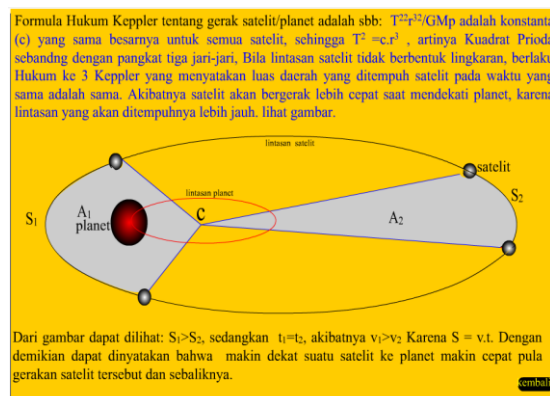 Formula Hukum Keppler tentang gerak satelit/planet adalah sbb: T²²r³²/GMp adalah konstanta
(c) yang sama besarnya untuk semua satelit, sehingga T² =c.r³ , artinya Kuadrat Prioda
sebandng dengan pangkat tiga jari-jari, Bila lintasan satelit tidak berbentuk lingkaran, berlaku
Hukum ke 3 Keppler yang menyatakan luas daerah yang ditempuh satelit pada waktu yang
sama adalah sama. Akibatnya satelit akan bergerak lebih cepat saat mendekati planet, karena
lintasan yang akan ditempuhnya lebih jauh. lihat gambar.
lintasan satelit
satelit
lintasan planet
S₂
A₁
planet
S₁
c
A₂
Dari gambar dapat dilihat: S₁>S₂, sedangkan t₁=t₂, akibatnya v₁>v₂ Karena S = v.t. Dengan
demikian dapat dinyatakan bahwa makin dekat suatu satelit ke planet makin cepat pula
gerakan satelit tersebut dan sebaliknya.
kembali